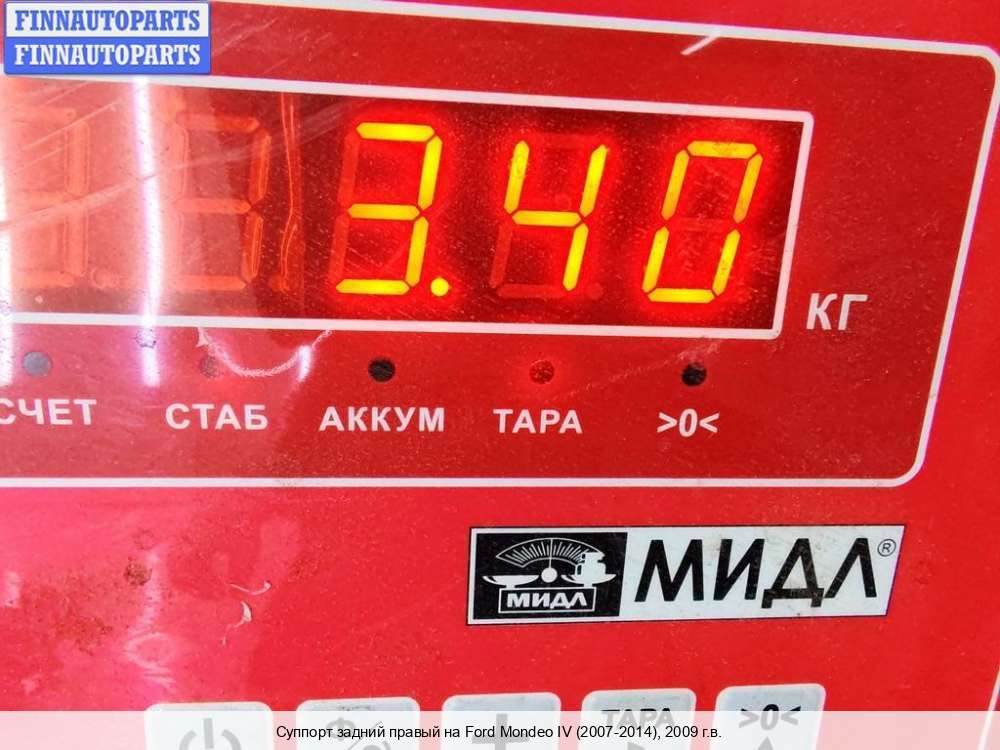 FINNAUTOPARTS
FINNAUTOPARTS
3.40
КГ
СЧЕТ СТАБ АККУМ ТАРА >0<
МИДЛ МИДЛ®
ТАРА >0<
Суппорт задний правый на Ford Mondeo IV (2007-2014), 2009 г.в.